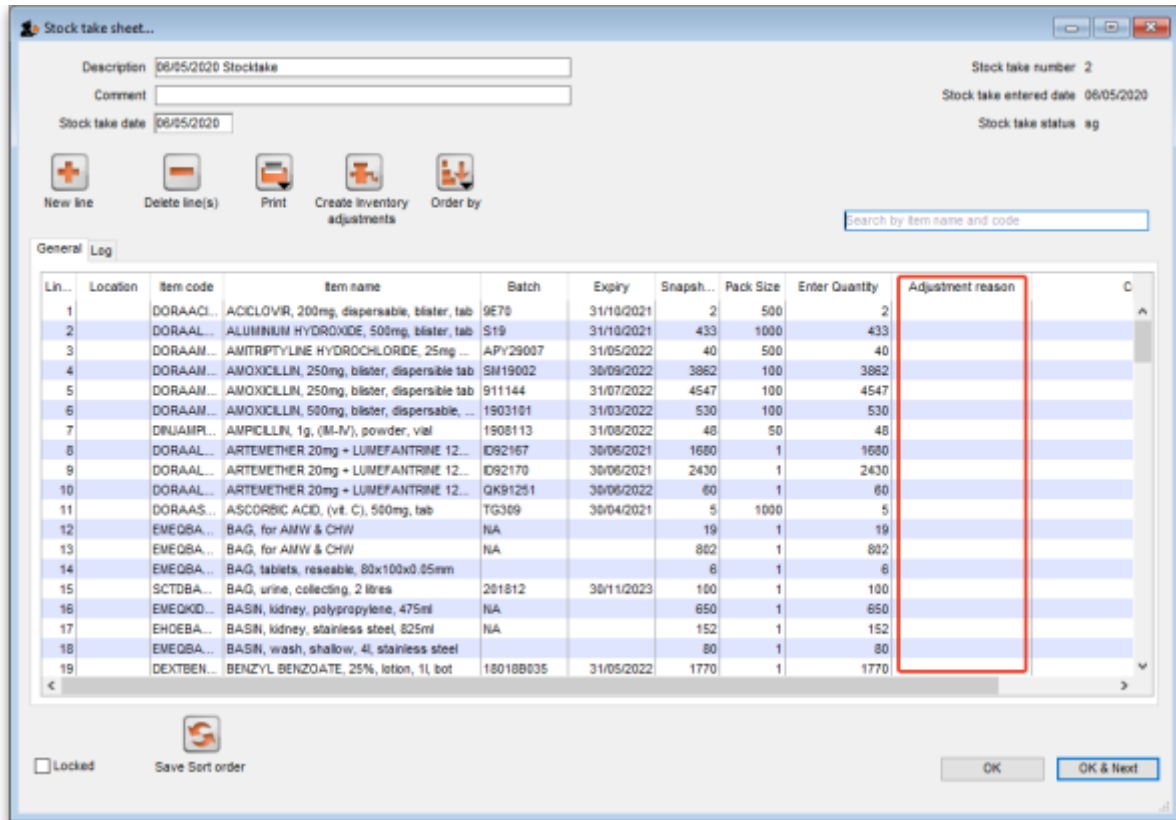 Stock take sheet...
Description 06/05/2020 Stocktake
Stock take number 2
Comment
Stock take entered date 06/05/2020
Stock take date 06/05/2020
Stock take status sg
New line Delete line(s) Print Create Inventory adjustments Order by
Search by item name and code
General Log
Lin... Location Item code Item name Batch Expiry Snapsh... Pack Size Enter Quantity Adjustment reason C
1 DORAACI... ACICLOVIR, 200mg, dispersable, blister, tab 9E70 31/10/2021 2 500 2
2 DORAAL... ALUMINIUM HYDROXIDE, 500mg, blister, tab S19 31/10/2021 433 1000 433
3 DORAAM... AMITRIPTYLINE HYDROCHLORIDE, 25mg ... APY29007 31/05/2022 40 500 40
4 DORAAM... AMOXICILLIN, 250mg, blister, dispersible tab SM19002 30/09/2022 3862 100 3862
5 DORAAM... AMOXICILLIN, 250mg, blister, dispersible tab 911144 31/07/2022 4547 100 4547
6 DORAAM... AMOXICILLIN, 500mg, blister, dispersable, ... 1903101 31/03/2022 530 100 530
7 DINJAMPI... AMPICILLIN, 1g, (IM-IV), powder, vial 1908113 31/08/2022 48 50 48
8 DORAAL... ARTEMETHER 20mg + LUMEFANTRINE 12... ID92167 30/06/2021 1680 1 1680
9 DORAAL... ARTEMETHER 20mg + LUMEFANTRINE 12... ID92170 30/06/2021 2430 1 2430
10 DORAAL... ARTEMETHER 20mg + LUMEFANTRINE 12... QK91251 30/06/2022 60 1 60
11 DORAAS... ASCORBIC ACID, (vit. C), 500mg, tab TG309 30/04/2021 5 1000 5
12 EMEQBA... BAG, for AMW & CHW NA 19 1 19
13 EMEQBA... BAG, for AMW & CHW NA 802 1 802
14 EMEQBA... BAG, tablets, reseable, 80x100x0.05mm 6 1 6
15 SCTDBA... BAG, urine, collecting, 2 litres 201812 30/11/2023 100 1 100
16 EMEQKID... BASIN, kidney, polypropylene, 475ml NA 650 1 650
17 EHOEBA... BASIN, kidney, stainless steel, 825ml NA 152 1 152
18 EMEQBA... BASIN, wash, shallow, 4l, stainless steel 80 1 80
19 DEXTBEN... BENZYL BENZOATE, 25%, lotion, 1l, bot 18018B035 31/05/2022 1770 1 1770
Locked Save Sort order OK OK & Next